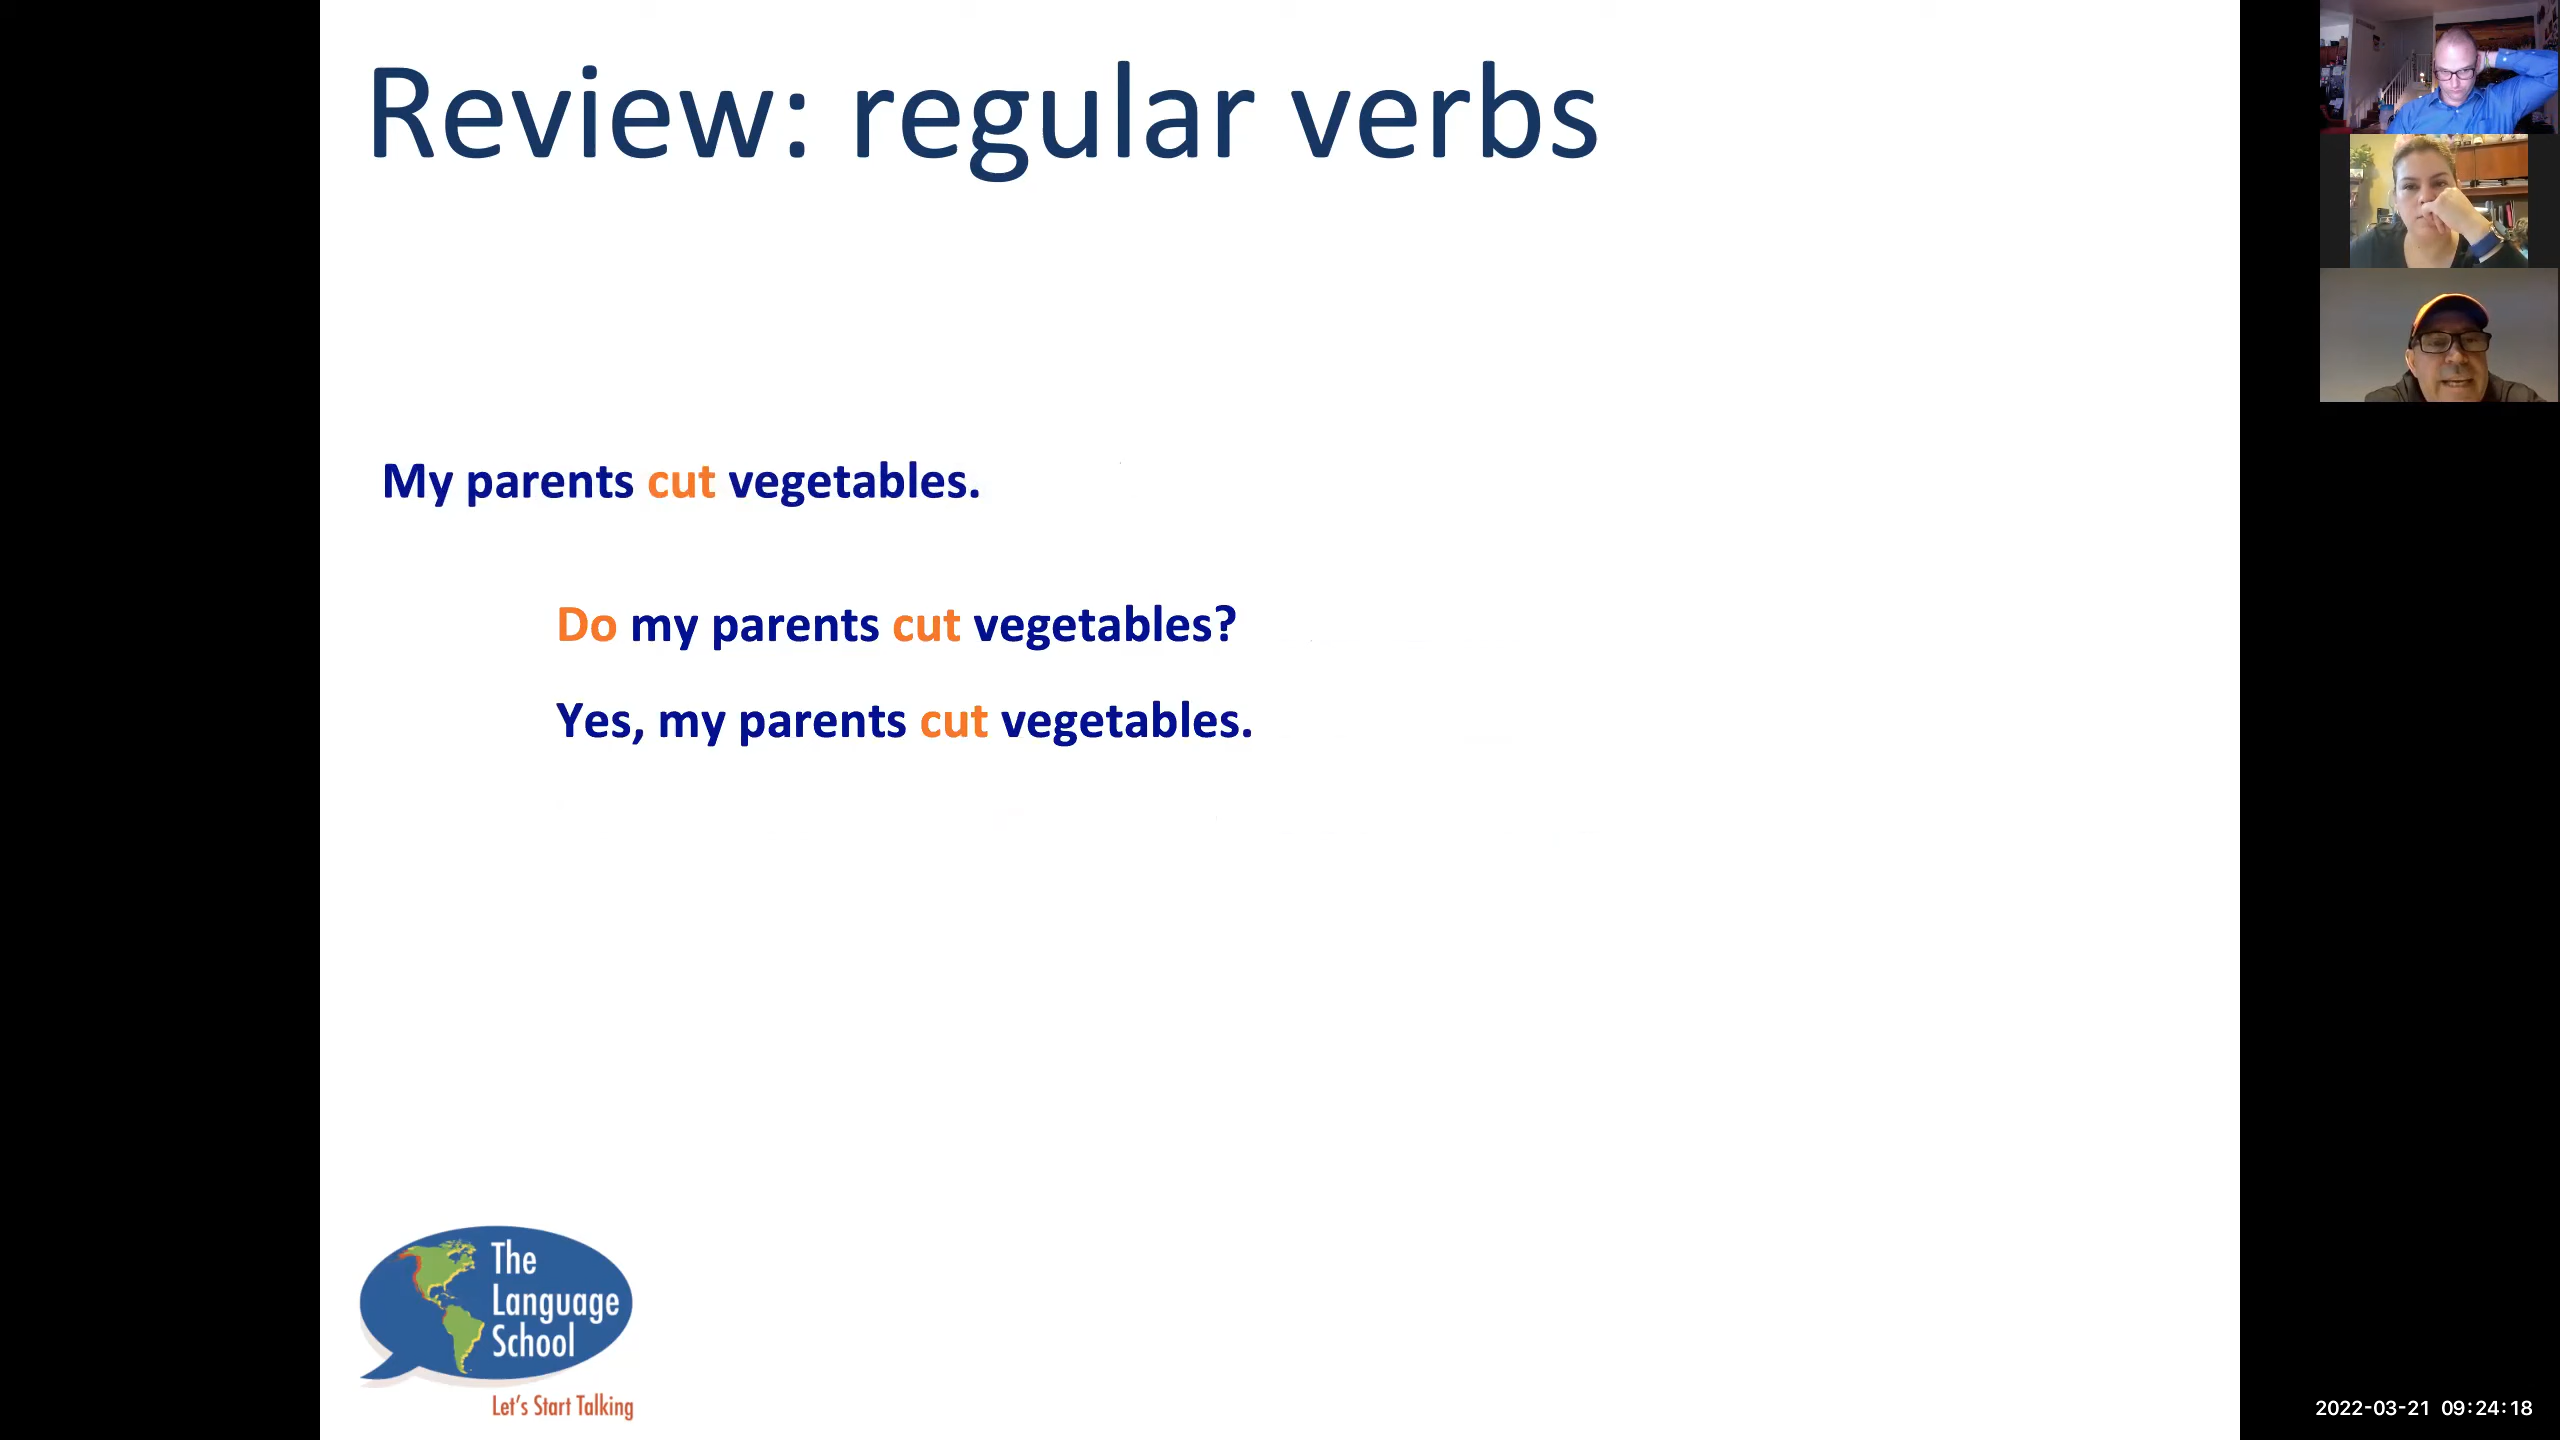 Review: regular verbs
My parents cut vegetables.
Do my parents cut vegetables?
Yes, my parents cut vegetables.
The
Language
School
Let's Start Talking
2022-03-21 09:24:18